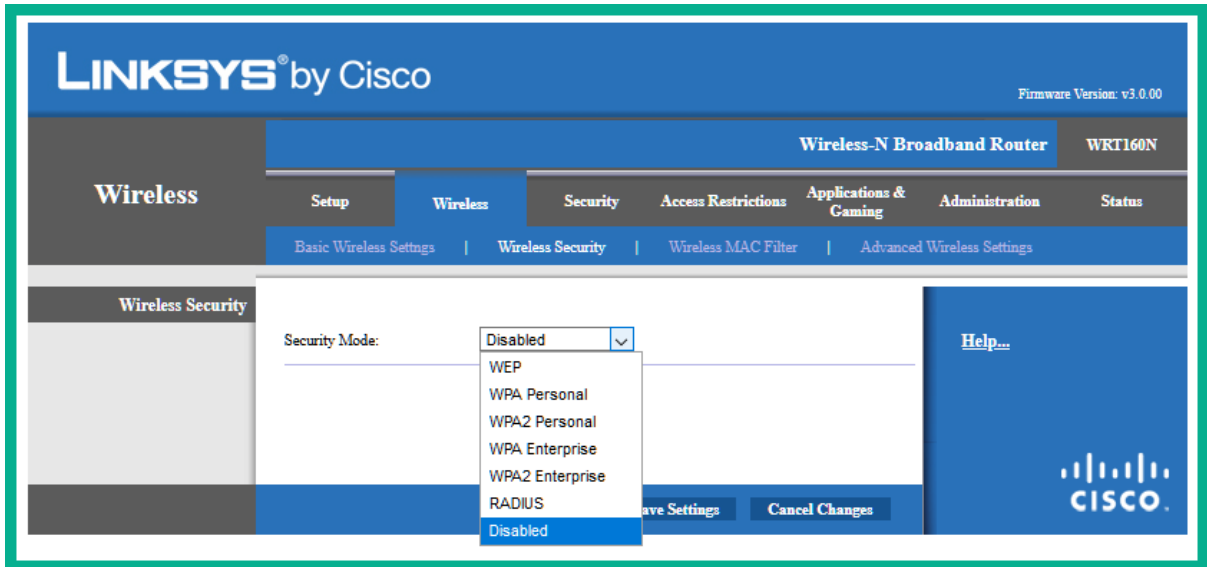 LINKSYS® by Cisco
Firmware Version: v3.0.00
Wireless-N Broadband Router WRT160N
Wireless
Setup Wireless Security Access Restrictions Applications & Gaming Administration Status
Basic Wireless Settngs | Wireless Security | Wireless MAC Filter | Advanced Wireless Settings
Wireless Security
Security Mode: Disabled
Help...
WEP
WPA Personal
WPA2 Personal
WPA Enterprise
WPA2 Enterprise
RADIUS
Disabled
ave Settings Cancel Changes
CISCO.